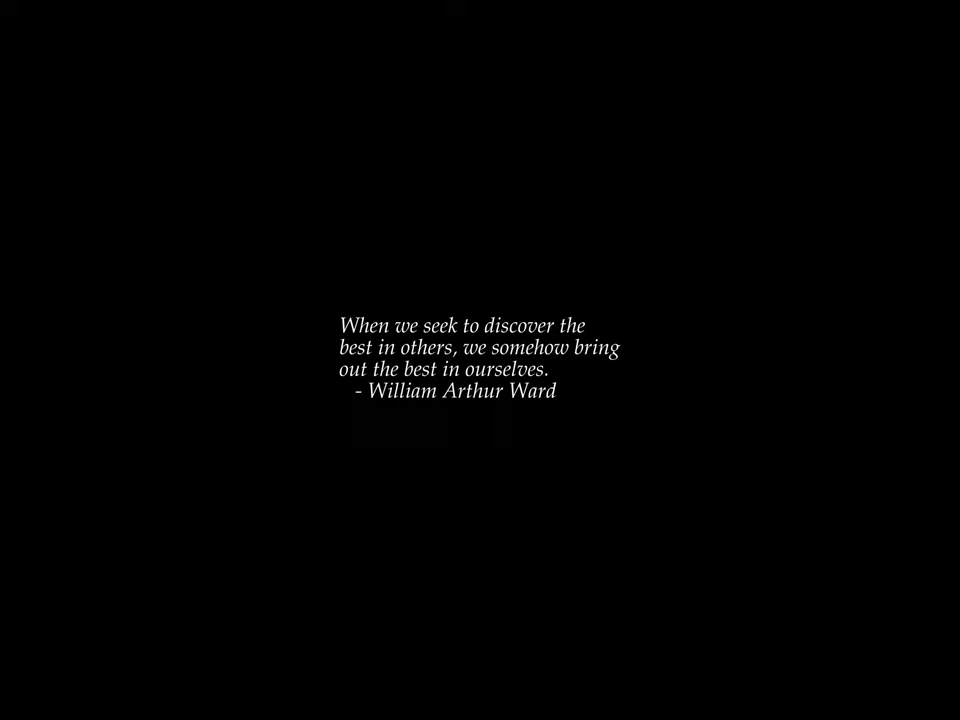 When we seek to discover the
best in others, we somehow bring
out the best in ourselves.
- William Arthur Ward